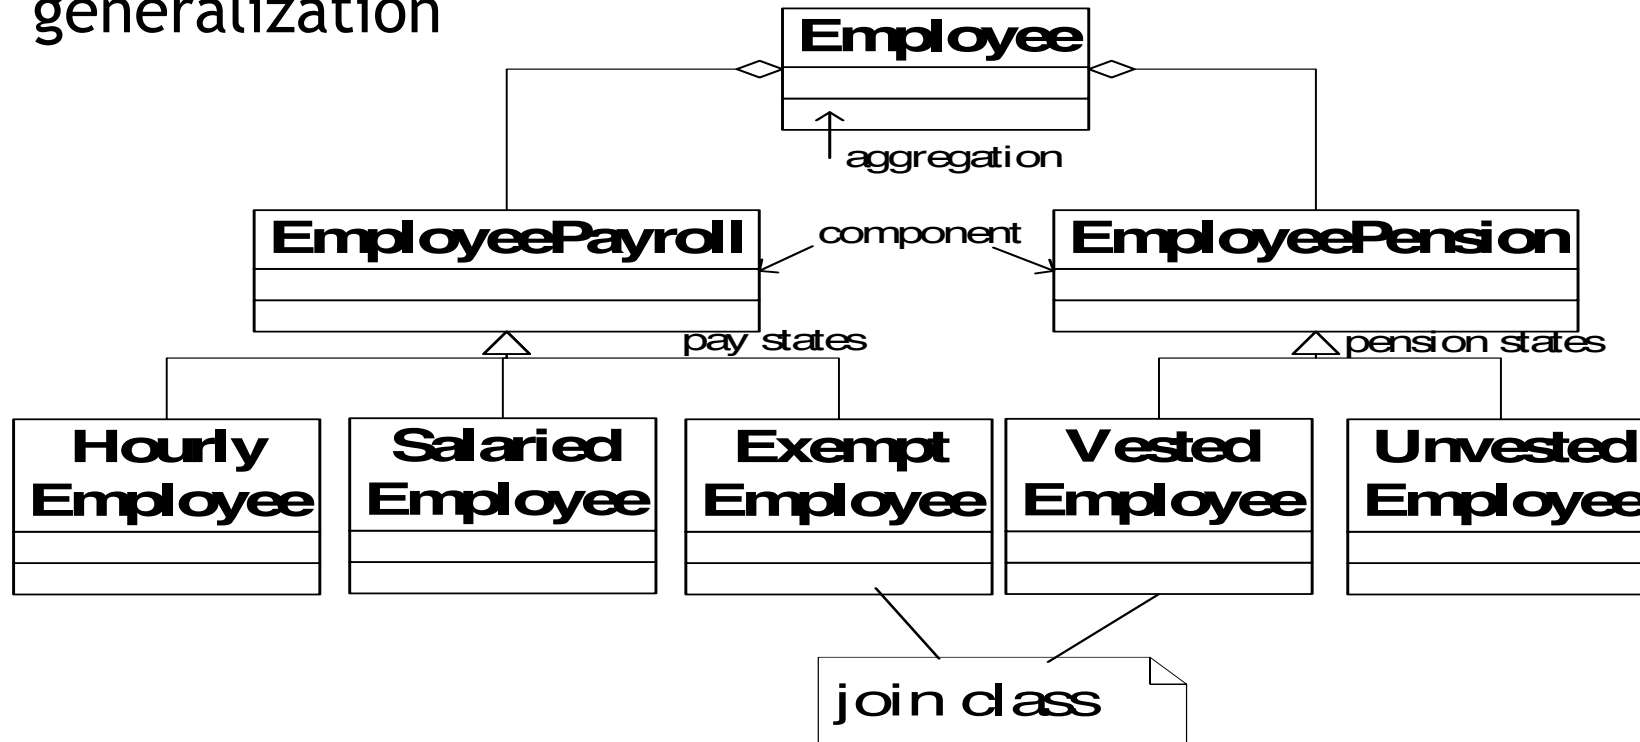 generalization
Employee
aggregation
EmployeePayroll
component
EmployeePension
pay states
pension states
Hourly
Employee
Salaried
Employee
Exempt
Employee
Vested
Employee
Unvested
Employee
join class